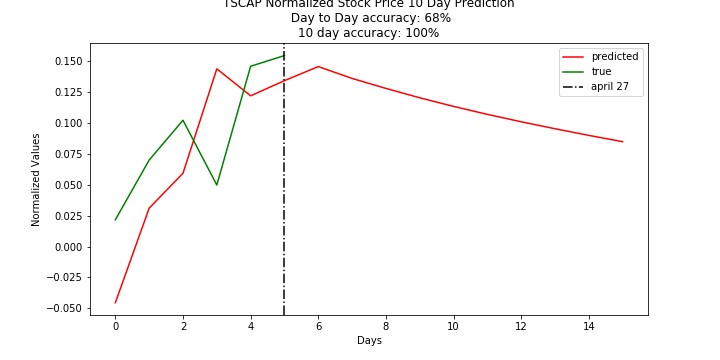 TSCAP Normalized Stock Price 10 Day Prediction
Day to Day accuracy: 68%
10 day accuracy: 100%
predicted
true
april 27
0.150
0.125
0.100
0.075
0.050
0.025
0.000
−0.025
−0.050
Normalized Values
0 2 4 6 8 10 12 14
Days